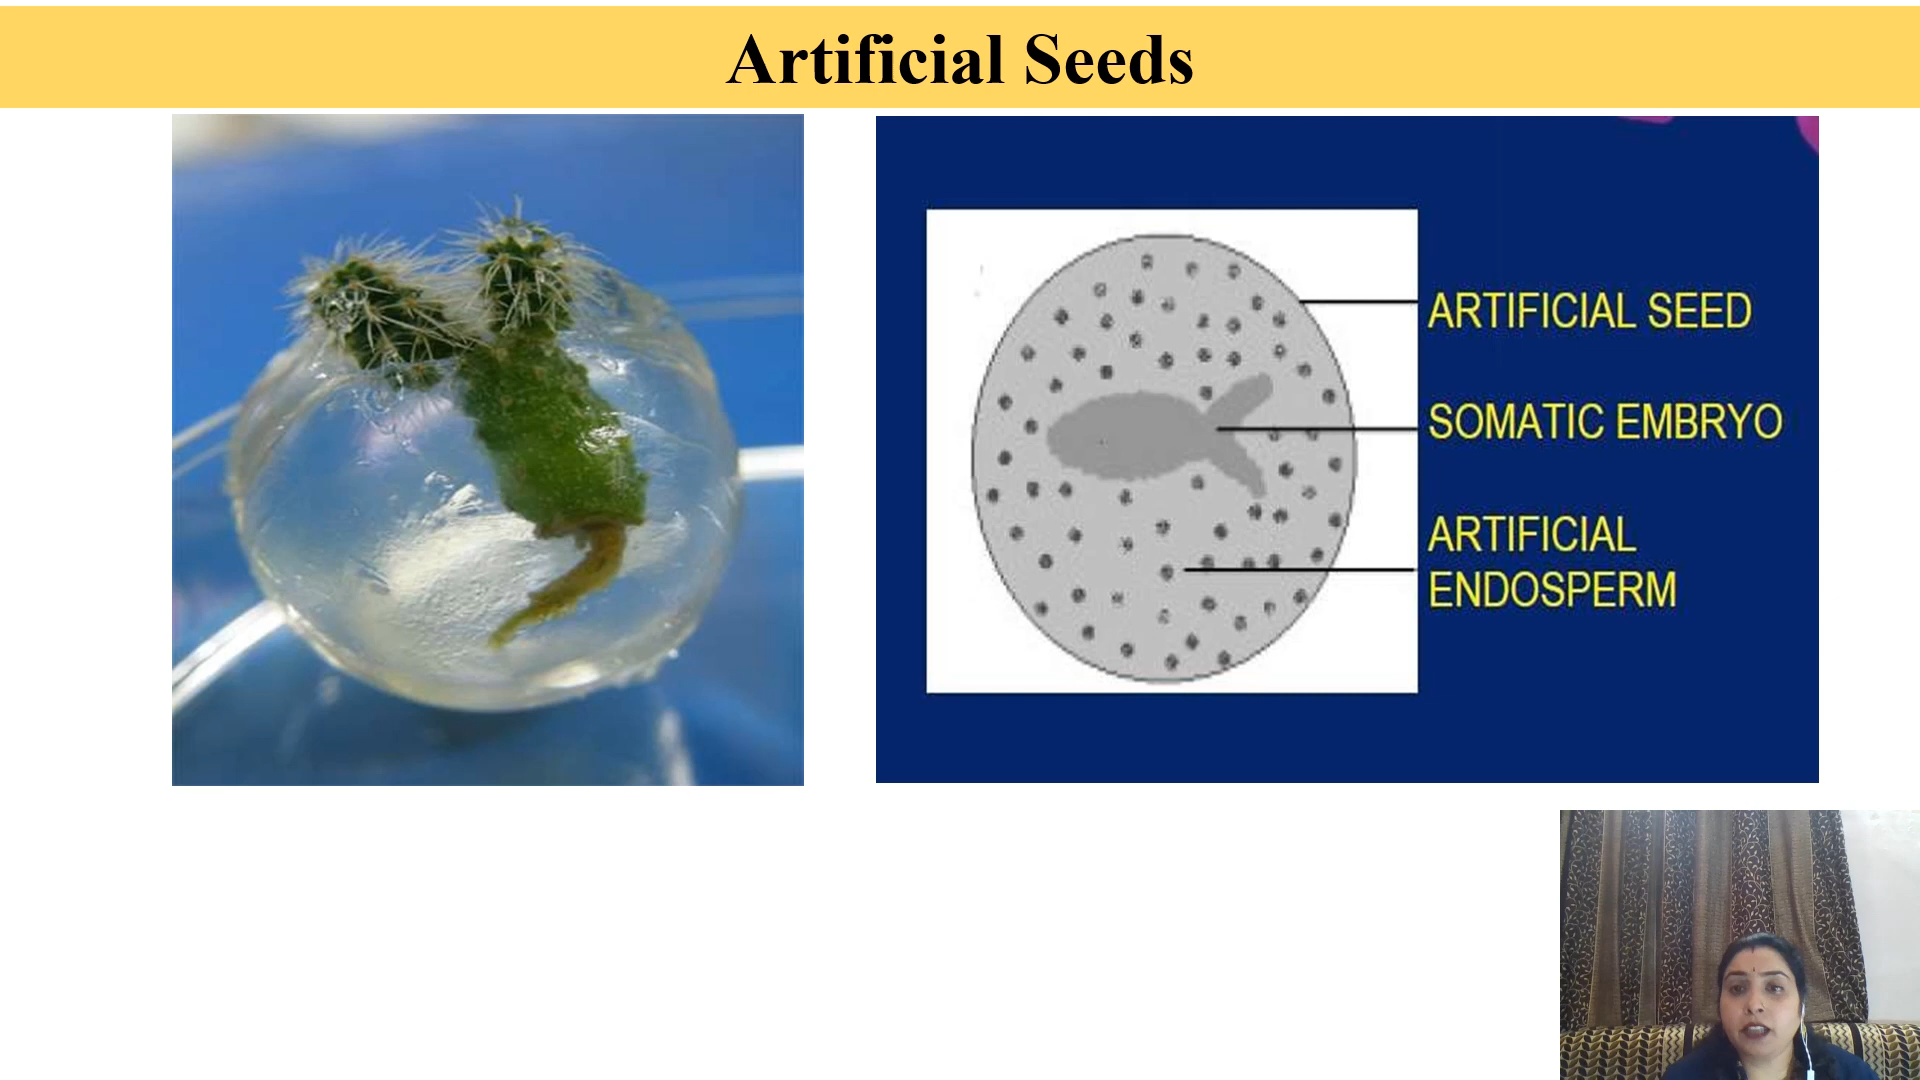 Artificial Seeds
ARTIFICIAL SEED
SOMATIC EMBRYO
ARTIFICIAL
ENDOSPERM